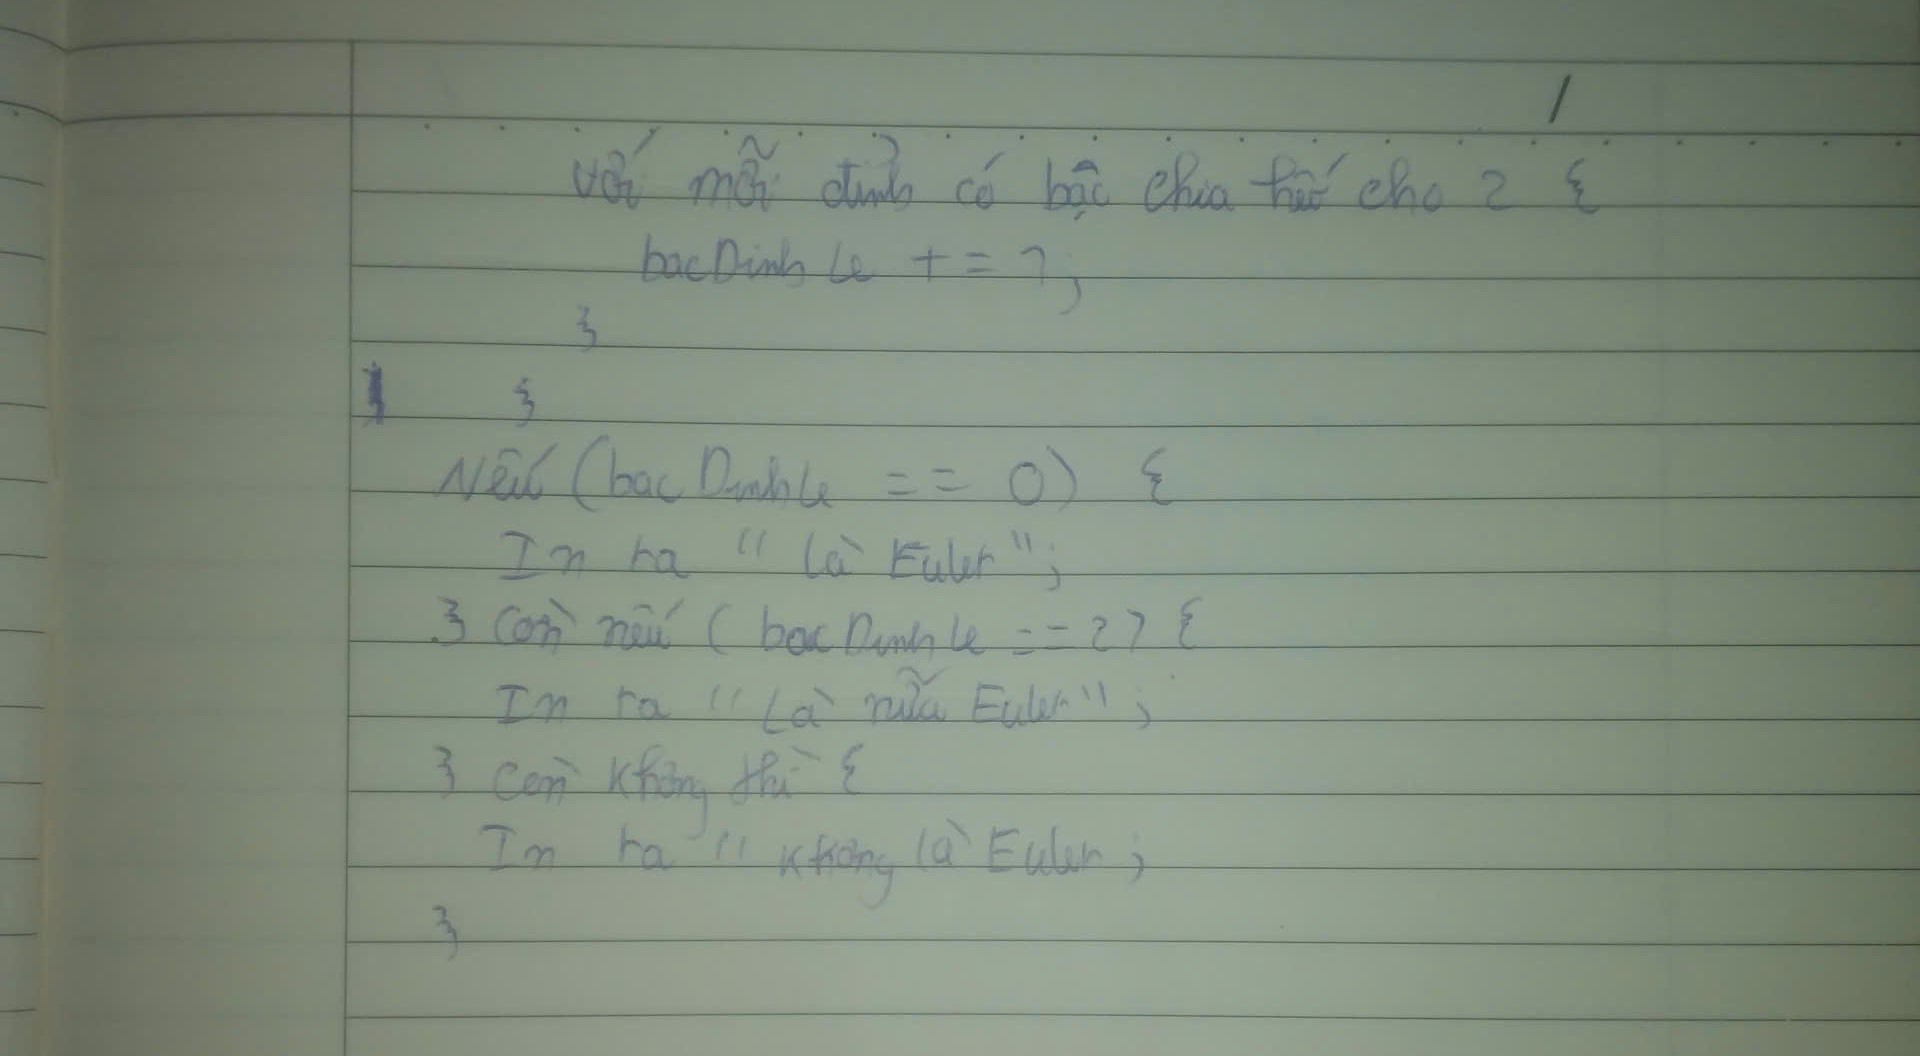 Với mỗi đỉnh có bậc chia hết cho 2 {
bacDinhLe += 1;
}
}
Nếu (bacDinhLe == 0) {
In ra "là Euler";
} Còn nếu (bacDinhLe == 2) {
In ra "Là nữa Euler";
} Còn không thì {
In ra "không là Euler;
}